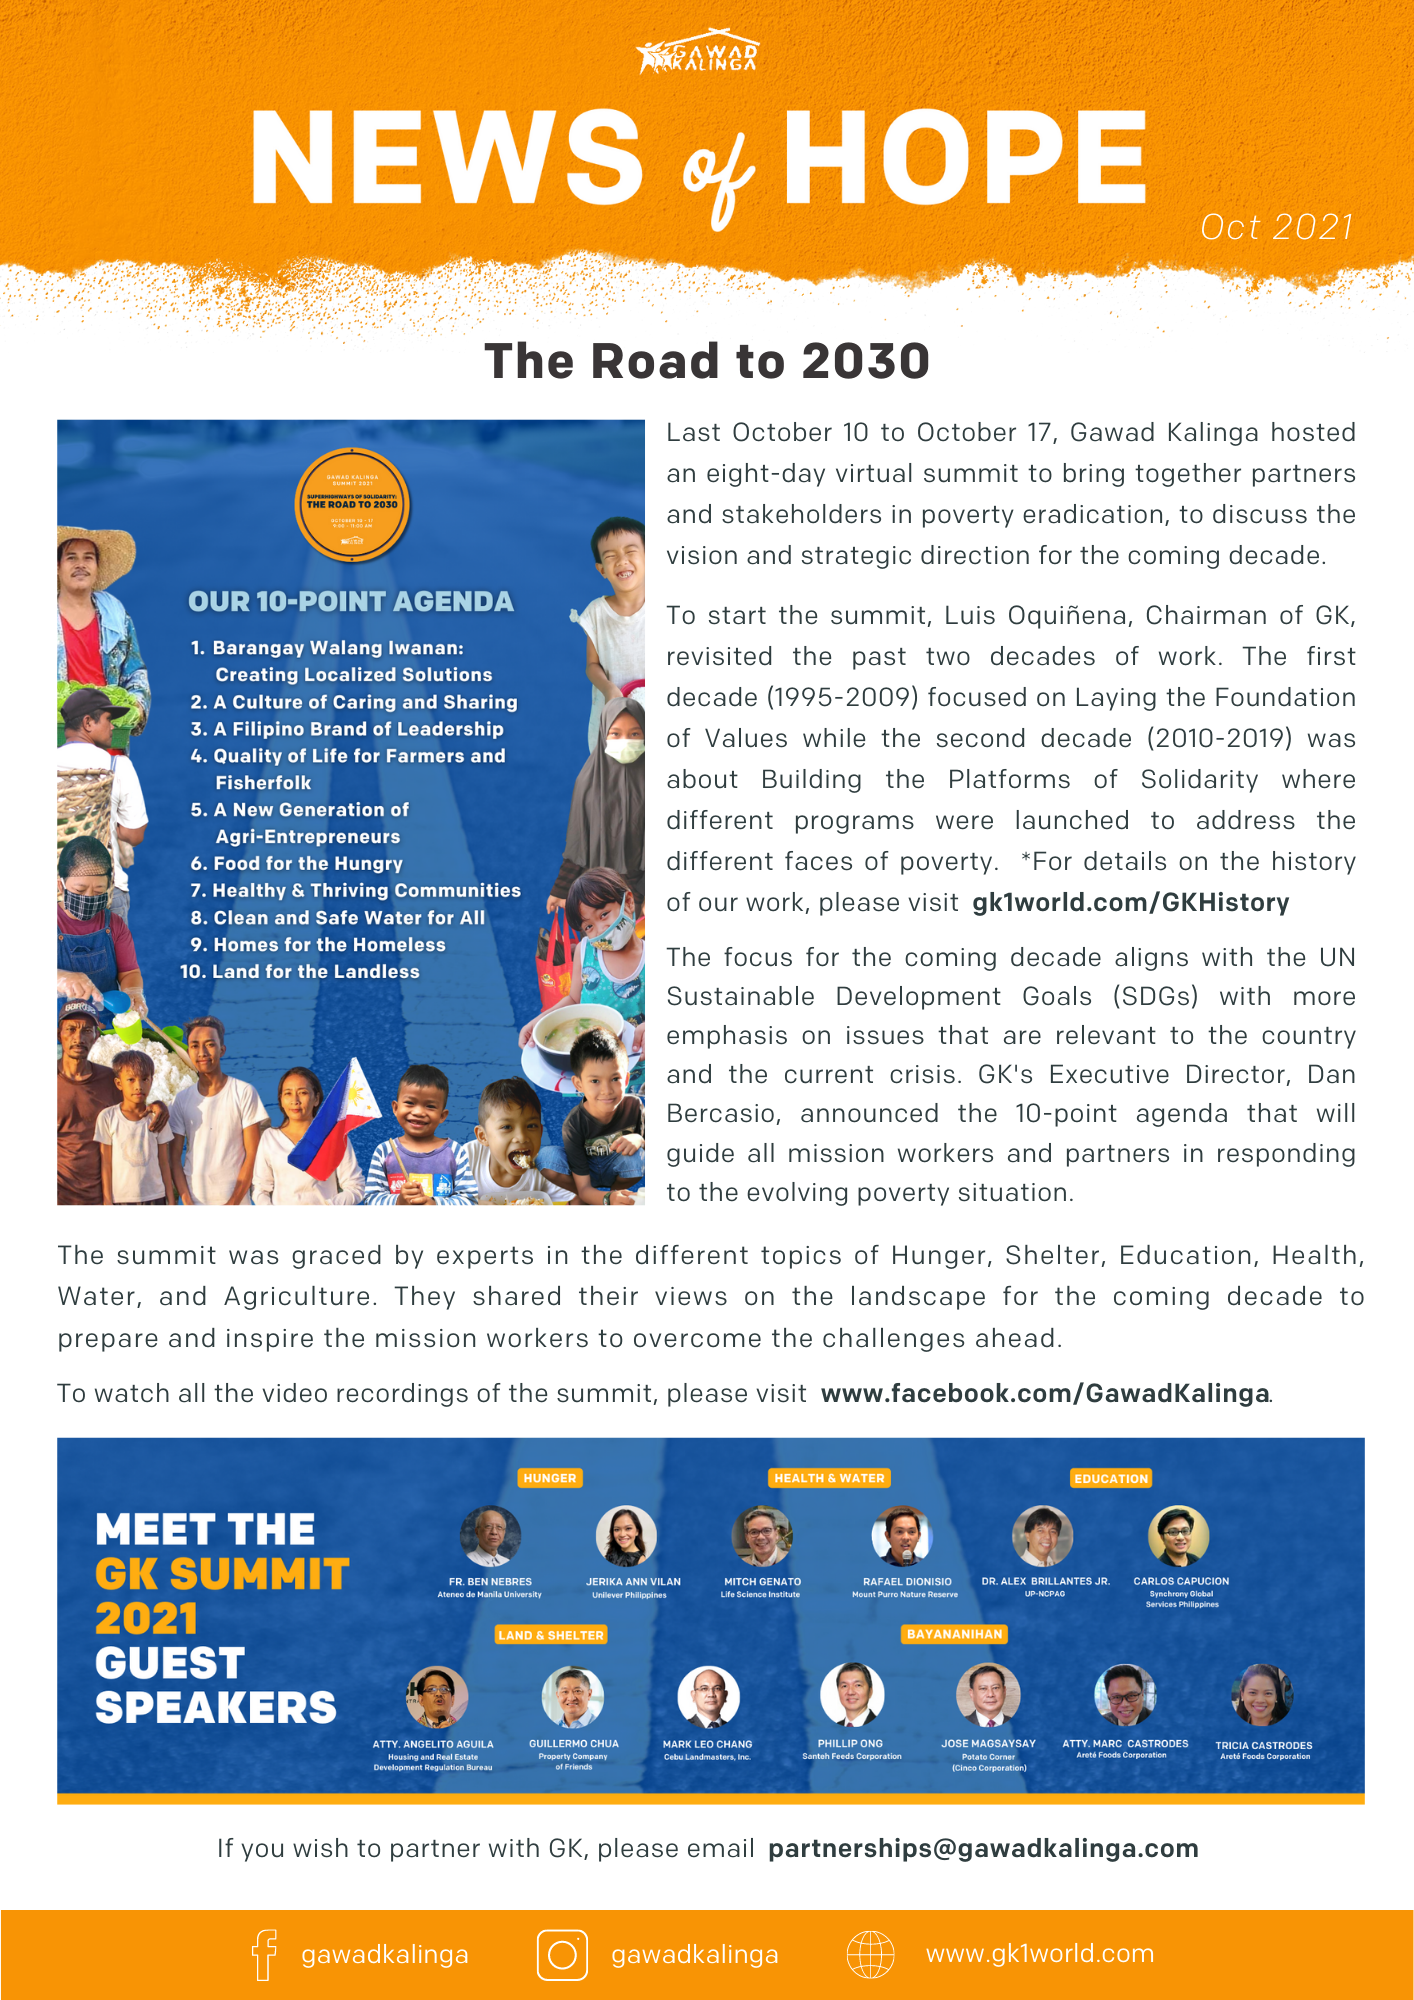 GAWAD
KALINGA
NEWS of HOPE
Oct 2021
The Road to 2030
GAWAD KALINGA
SUMMIT 2021
SUPERHIGHWAYS OF SOLIDARITY:
THE ROAD TO 2030
OCTOBER 10 - 17
OUR 10-POINT AGENDA
1. Barangay Walang Iwanan:
Creating Localized Solutions
2. A Culture of Caring and Sharing
3. A Filipino Brand of Leadership
4. Quality of Life for Farmers and
Fisherfolk
5. A New Generation of
Agri-Entrepreneurs
6. Food for the Hungry
7. Healthy & Thriving Communities
8. Clean and Safe Water for All
9. Homes for the Homeless
10. Land for the Landless
Last October 10 to October 17, Gawad Kalinga hosted
an eight-day virtual summit to bring together partners
and stakeholders in poverty eradication, to discuss the
vision and strategic direction for the coming decade.
To start the summit, Luis Oquiñena, Chairman of GK,
revisited the past two decades of work. The first
decade (1995-2009) focused on Laying the Foundation
of Values while the second decade (2010-2019) was
about Building the Platforms of Solidarity where
different programs were launched to address the
different faces of poverty. *For details on the history
of our work, please visit gk1world.com/GKHistory
The focus for the coming decade aligns with the UN
Sustainable Development Goals (SDGs) with more
emphasis on issues that are relevant to the country
and the current crisis. GK's Executive Director, Dan
Bercasio, announced the 10-point agenda that will
guide all mission workers and partners in responding
to the evolving poverty situation.
The summit was graced by experts in the different topics of Hunger, Shelter, Education, Health,
Water, and Agriculture. They shared their views on the landscape for the coming decade to
prepare and inspire the mission workers to overcome the challenges ahead.
To watch all the video recordings of the summit, please visit www.facebook.com/GawadKalinga.
MEET THE
GK SUMMIT
2021
GUEST
SPEAKERS
HUNGER
FR. BEN NEBRES
Ateneo de Manila University
JERIKA ANN VILAN
Unliever Philippines
HEALTH & WATER
MITCH GENATO
Life Science Institute
RAFAEL DIONISIO
Mount Purro Nature Reserve
EDUCATION
DR. ALEX BRILLANTES JR.
UP-NCPAG
CARLOS CAPUCION
Synchrony Global
Services Philippines
LAND & SHELTER
ATTY. ANGELITO AGUILA
Housing and Real Estate
Development Regulation Bureau
GUILLERMO CHUA
Property Company
of Friends
MARK LEO CHANG
Cebu Landmasters, Inc.
BAYANANIHAN
PHILLIP ONG
Santeh Feeds Corporation
JOSE MAGSAYSAY
Potato Corner
(Cinco Corporation)
ATTY. MARC CASTRODES
Areté Foods Corporation
TRICIA CASTRODES
Areté Foods Corporation
If you wish to partner with GK, please email partnerships@gawadkalinga.com
gawadkalinga
gawadkalinga
www.gk1world.com